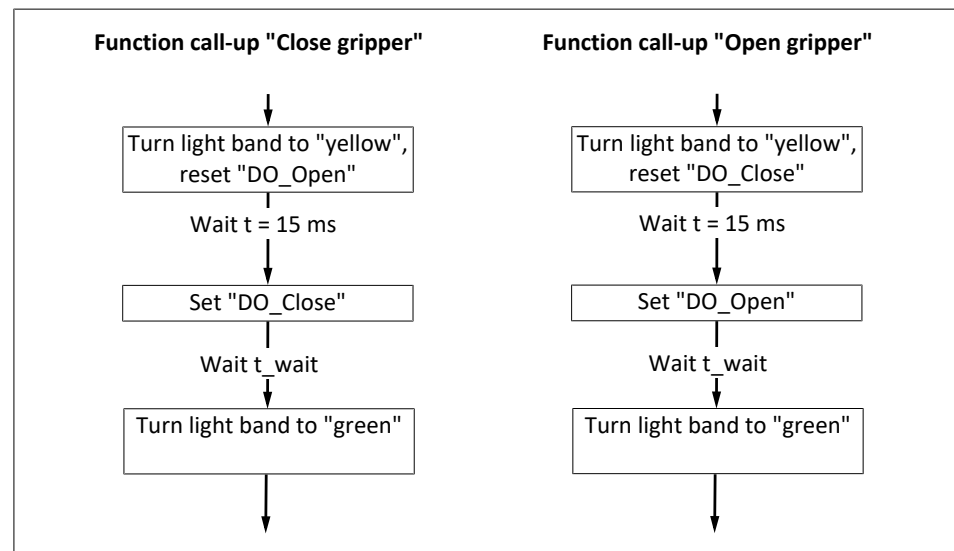 Function call-up "Close gripper"
Turn light band to "yellow",
reset "DO_Open"
Wait t = 15 ms
Set "DO_Close"
Wait t_wait
Turn light band to "green"
Function call-up "Open gripper"
Turn light band to "yellow",
reset "DO_Close"
Wait t = 15 ms
Set "DO_Open"
Wait t_wait
Turn light band to "green"